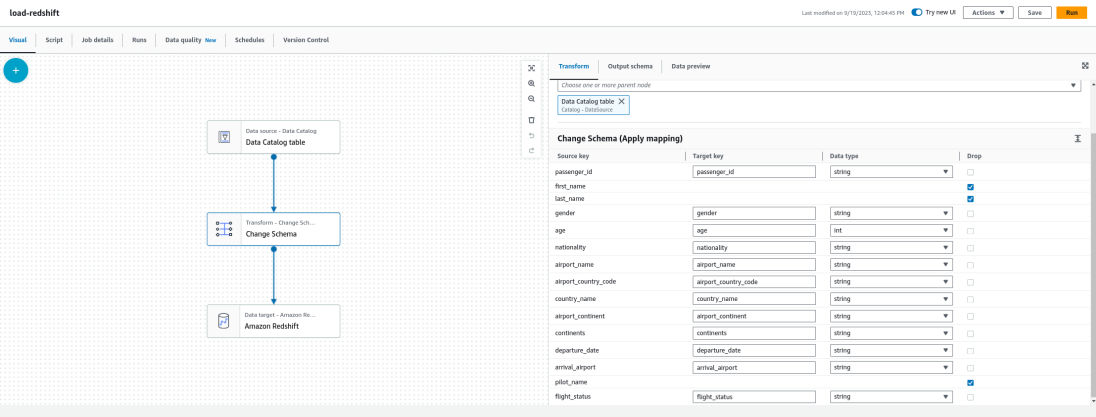 load-redshift
Last modified on 9/19/2025, 12:04:45 PM Try new UI Actions Save Run
Visual Script Job details Runs Data quality New Schedules Version Control
Transform Output schema Data preview
Choose one or more parent node
Data Catalog table
Catalog - DataSource
Data source - Data Catalog
Data Catalog table
Transform - Change Sch...
Change Schema
Data target - Amazon Re...
Amazon Redshift
Change Schema (Apply mapping)
Source key Target key Data type Drop
passenger_id passenger_id string
first_name
last_name
gender gender string
age age int
nationality nationality string
airport_name airport_name string
airport_country_code airport_country_code string
country_name country_name string
airport_continent airport_continent string
continents continents string
departure_date departure_date string
arrival_airport arrival_airport string
pilot_name
flight_status flight_status string